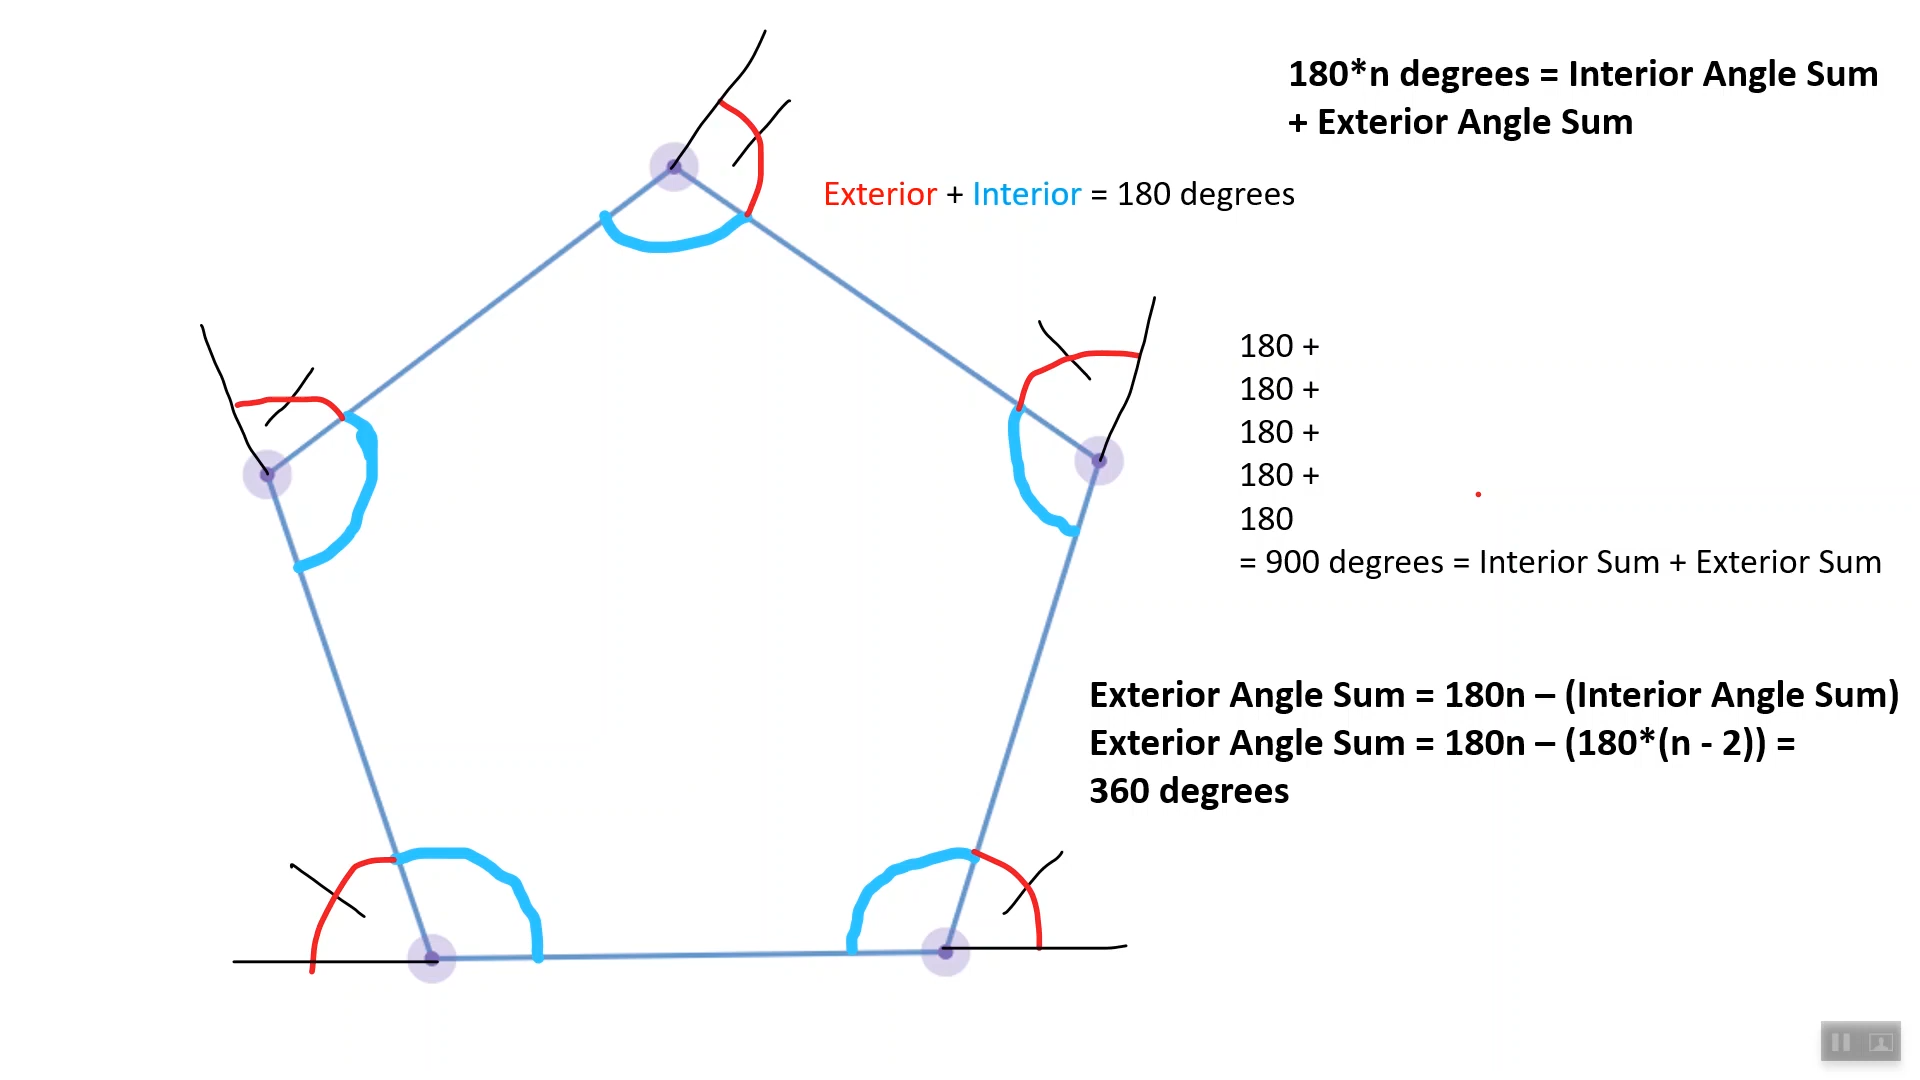 180*n degrees = Interior Angle Sum
+ Exterior Angle Sum
Exterior + Interior = 180 degrees
180 +
180 +
180 +
180 +
180
= 900 degrees = Interior Sum + Exterior Sum
Exterior Angle Sum = 180n – (Interior Angle Sum)
Exterior Angle Sum = 180n – (180*(n - 2)) =
360 degrees